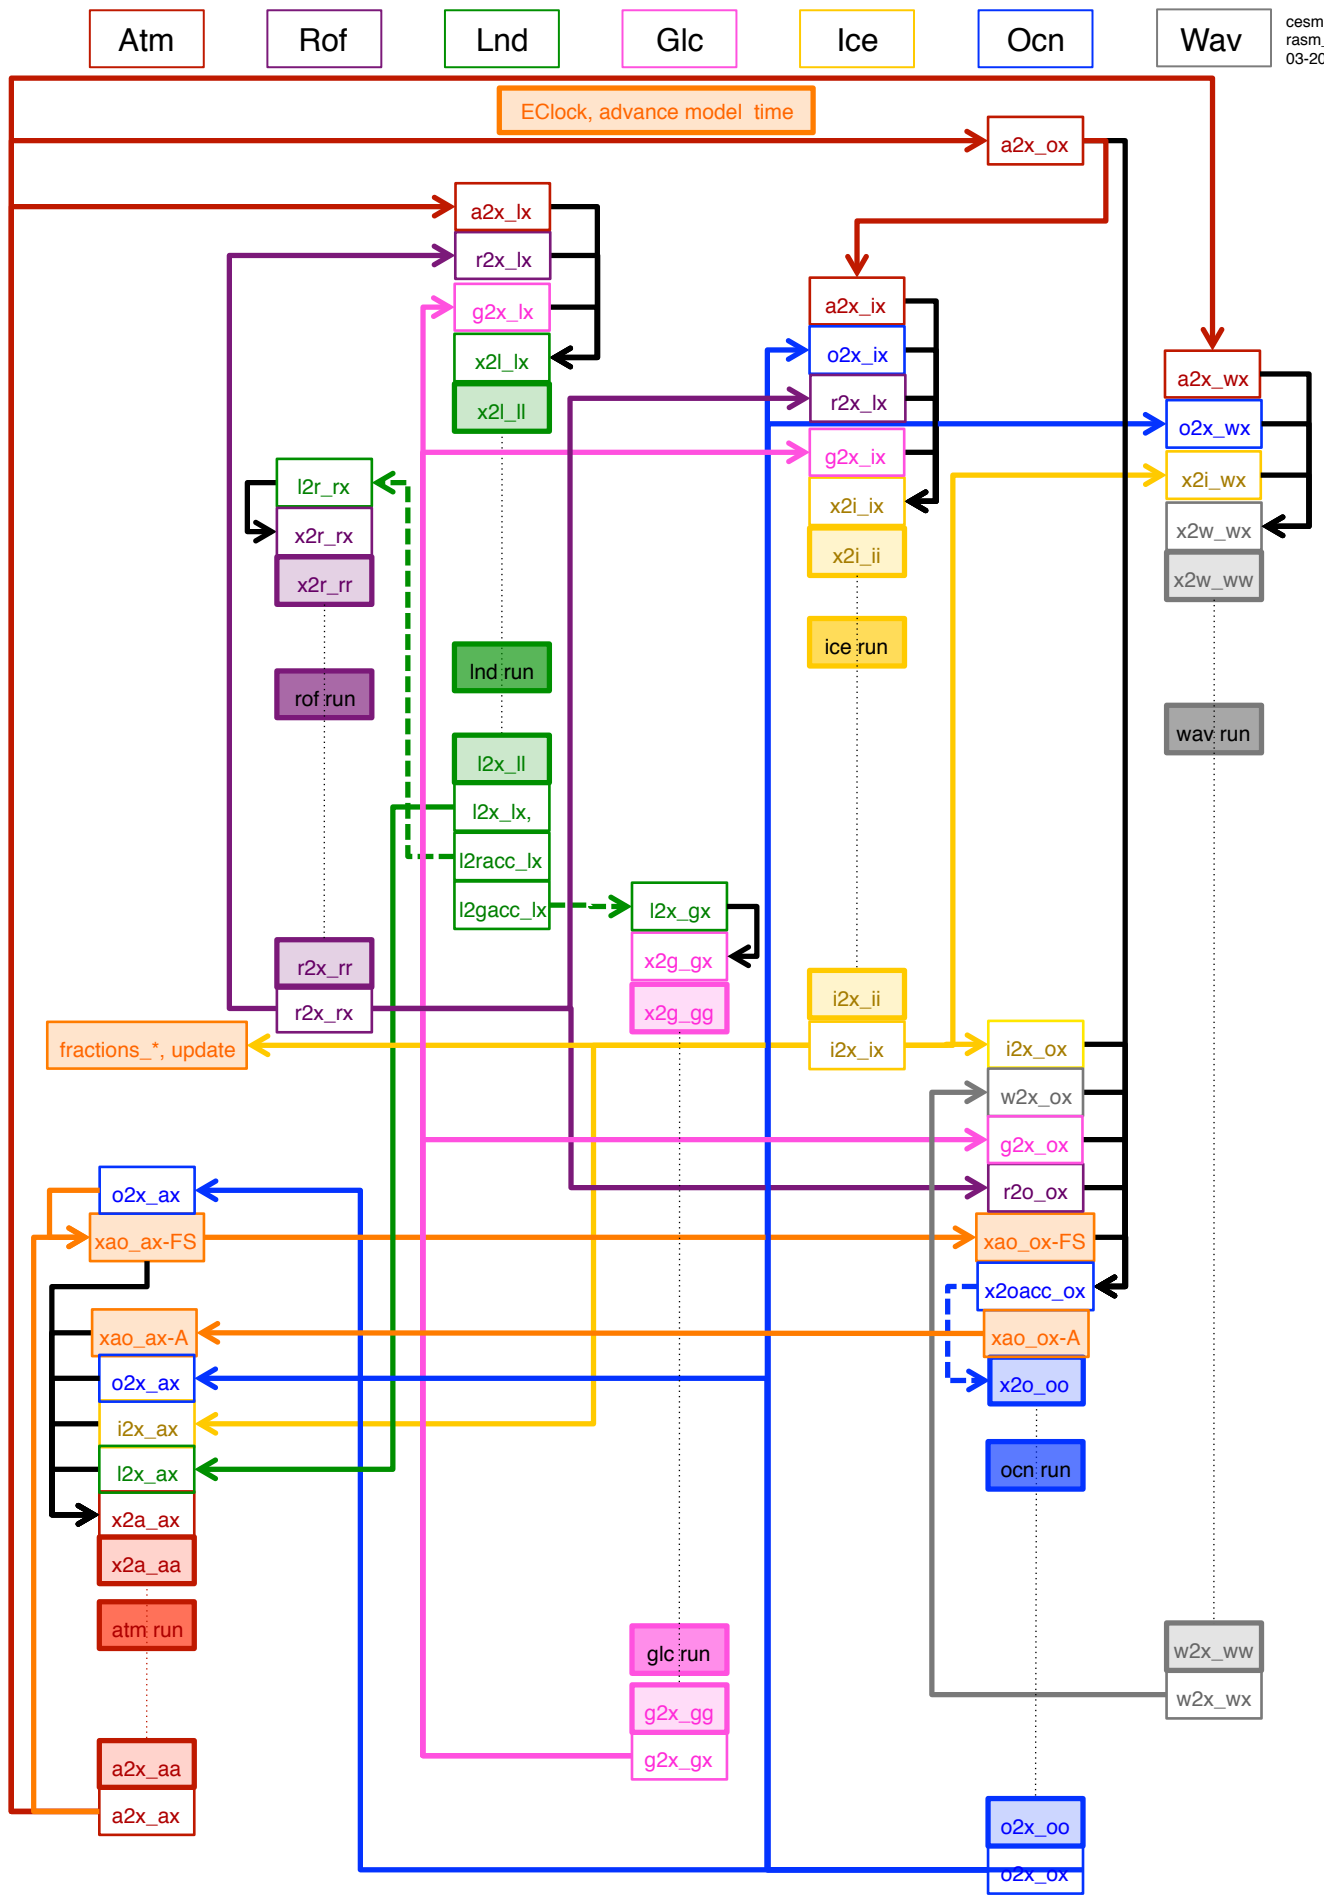 Atm
Rof
Lnd
Glc
Ice
Ocn
Wav
cesm
rasm_
03-20
EClock, advance model time
a2x_ox
a2x_lx
r2x_lx
g2x_lx
x2l_lx
x2l_ll
a2x_ix
o2x_ix
r2x_lx
g2x_ix
x2i_ix
x2i_ii
a2x_wx
o2x_wx
x2i_wx
x2w_wx
x2w_ww
l2r_rx
x2r_rx
x2r_rr
ice run
lnd run
rof run
wav run
l2x_ll
l2x_lx,
l2racc_lx
l2gacc_lx
l2x_gx
x2g_gx
x2g_gg
r2x_rr
r2x_rx
i2x_ii
i2x_ix
fractions_*, update
i2x_ox
w2x_ox
g2x_ox
r2o_ox
xao_ox-FS
x2oacc_ox
xao_ox-A
x2o_oo
o2x_ax
xao_ax-FS
xao_ax-A
o2x_ax
i2x_ax
l2x_ax
x2a_ax
x2a_aa
ocn run
atm run
glc run
g2x_gg
g2x_gx
w2x_ww
w2x_wx
a2x_aa
a2x_ax
o2x_oo
o2x_ox